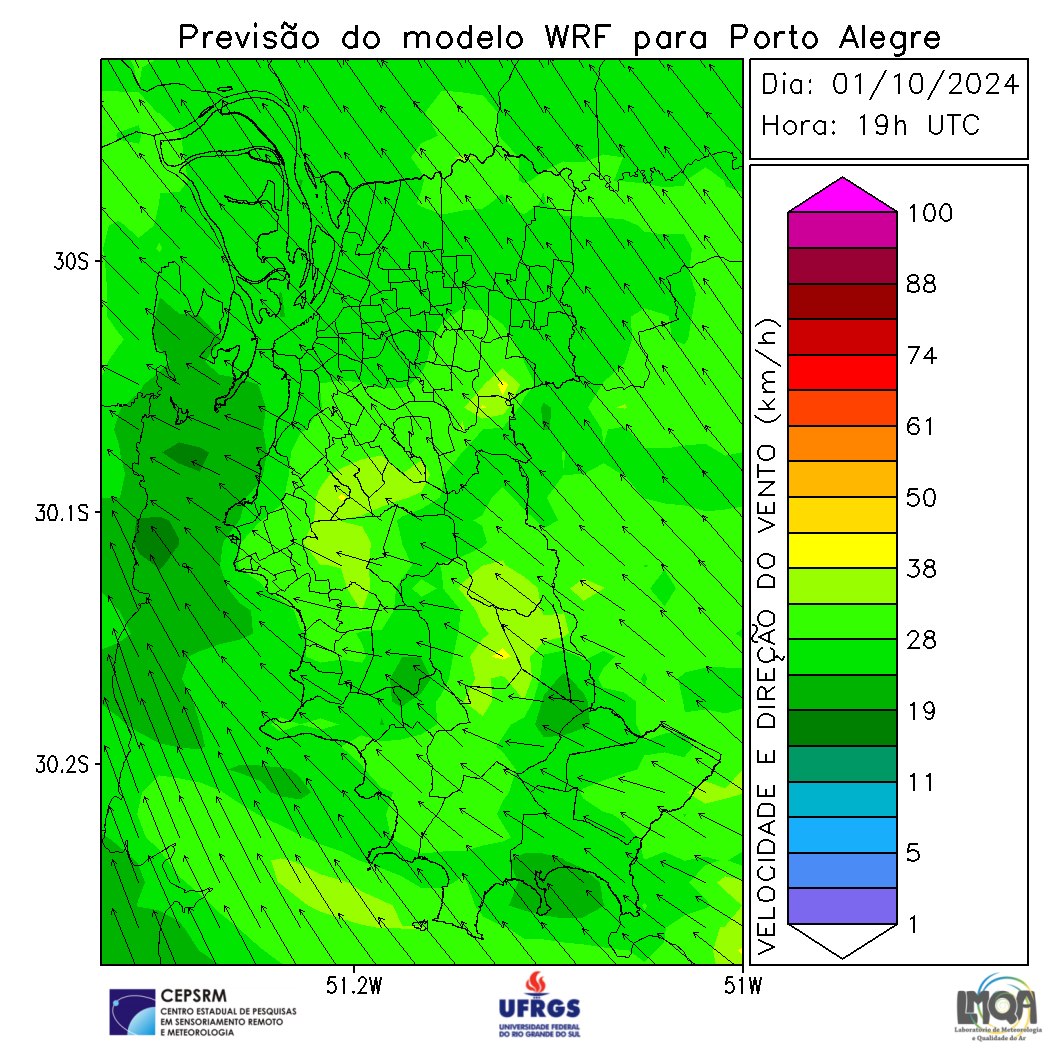 Previsão do modelo WRF para Porto Alegre
Dia: 01/10/2024
Hora: 19h UTC
100
88
74
61
50
38
28
19
11
5
1
VELOCIDADE E DIREÇÃO DO VENTO (km/h)
30S
30.1S
30.2S
51.2W
51W
CEPSRM
CENTRO ESTADUAL DE PESQUISAS
EM SENSORIAMENTO REMOTO
E METEOROLOGIA
UFRGS
UNIVERSIDADE FEDERAL
DO RIO GRANDE DO SUL
LMQA
Laboratório de Meteorologia
e Qualidade do Ar